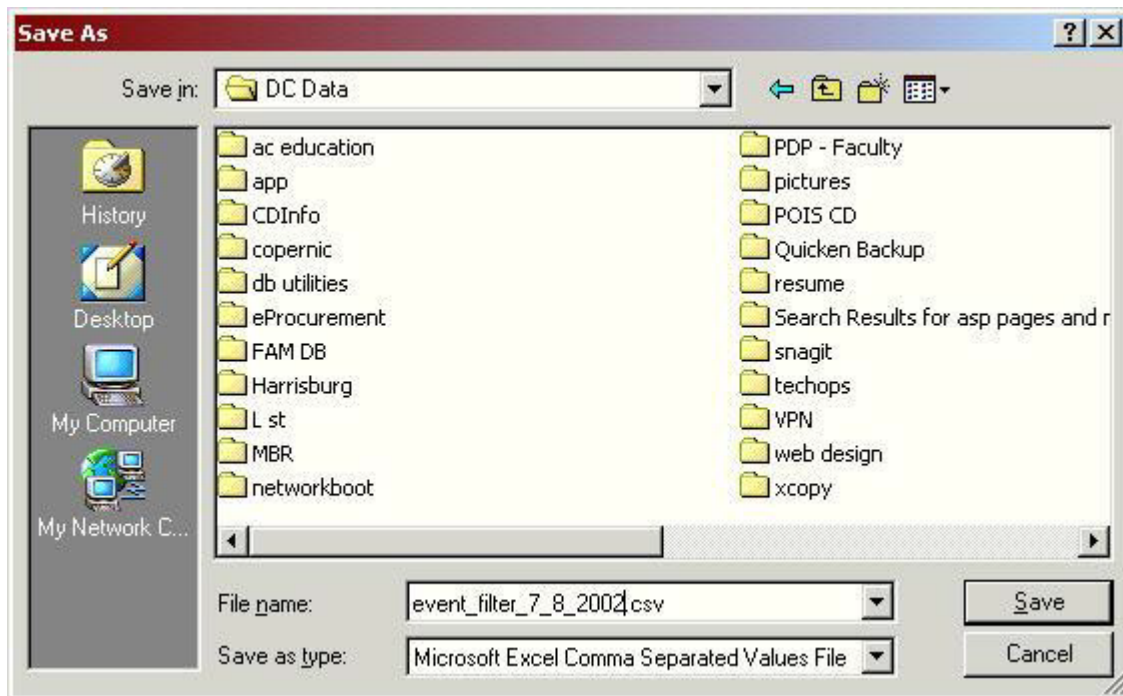 Save As
Save in: DC Data
History
Desktop
My Computer
My Network C...
ac education
app
CDInfo
copernic
db utilities
eProcurement
FAM DB
Harrisburg
L st
MBR
networkboot
PDP - Faculty
pictures
POIS CD
Quicken Backup
resume
Search Results for asp pages and r
snagit
techops
VPN
web design
xcopy
File name: event_filter_7_8_2002.csv Save
Save as type: Microsoft Excel Comma Separated Values File Cancel